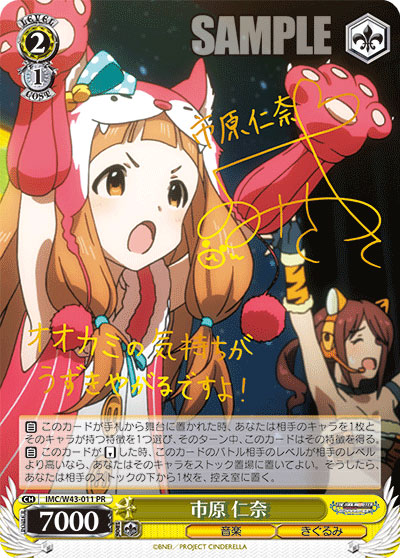 LEVEL
2
1
COST
SAMPLE
市原仁奈
オオカミの気持ちが
うずきやがるですよ!
このカードが手札から舞台に置かれた時、あなたは相手のキャラを1枚と
そのキャラが持つ特徴を1つ選び、そのターン中、このカードはその特徴を得る。
このカードが した時、このカードのバトル相手のレベルが相手のレベル
より高いなら、あなたはそのキャラをストック置場に置いてよい。そうしたら、
あなたは相手のストックの下から1枚を、控え室に置く。
CH
IMC/W43-011 PR
7000
市原 仁奈
音楽
きぐるみ
©BNEI/PROJECT CINDERELLA